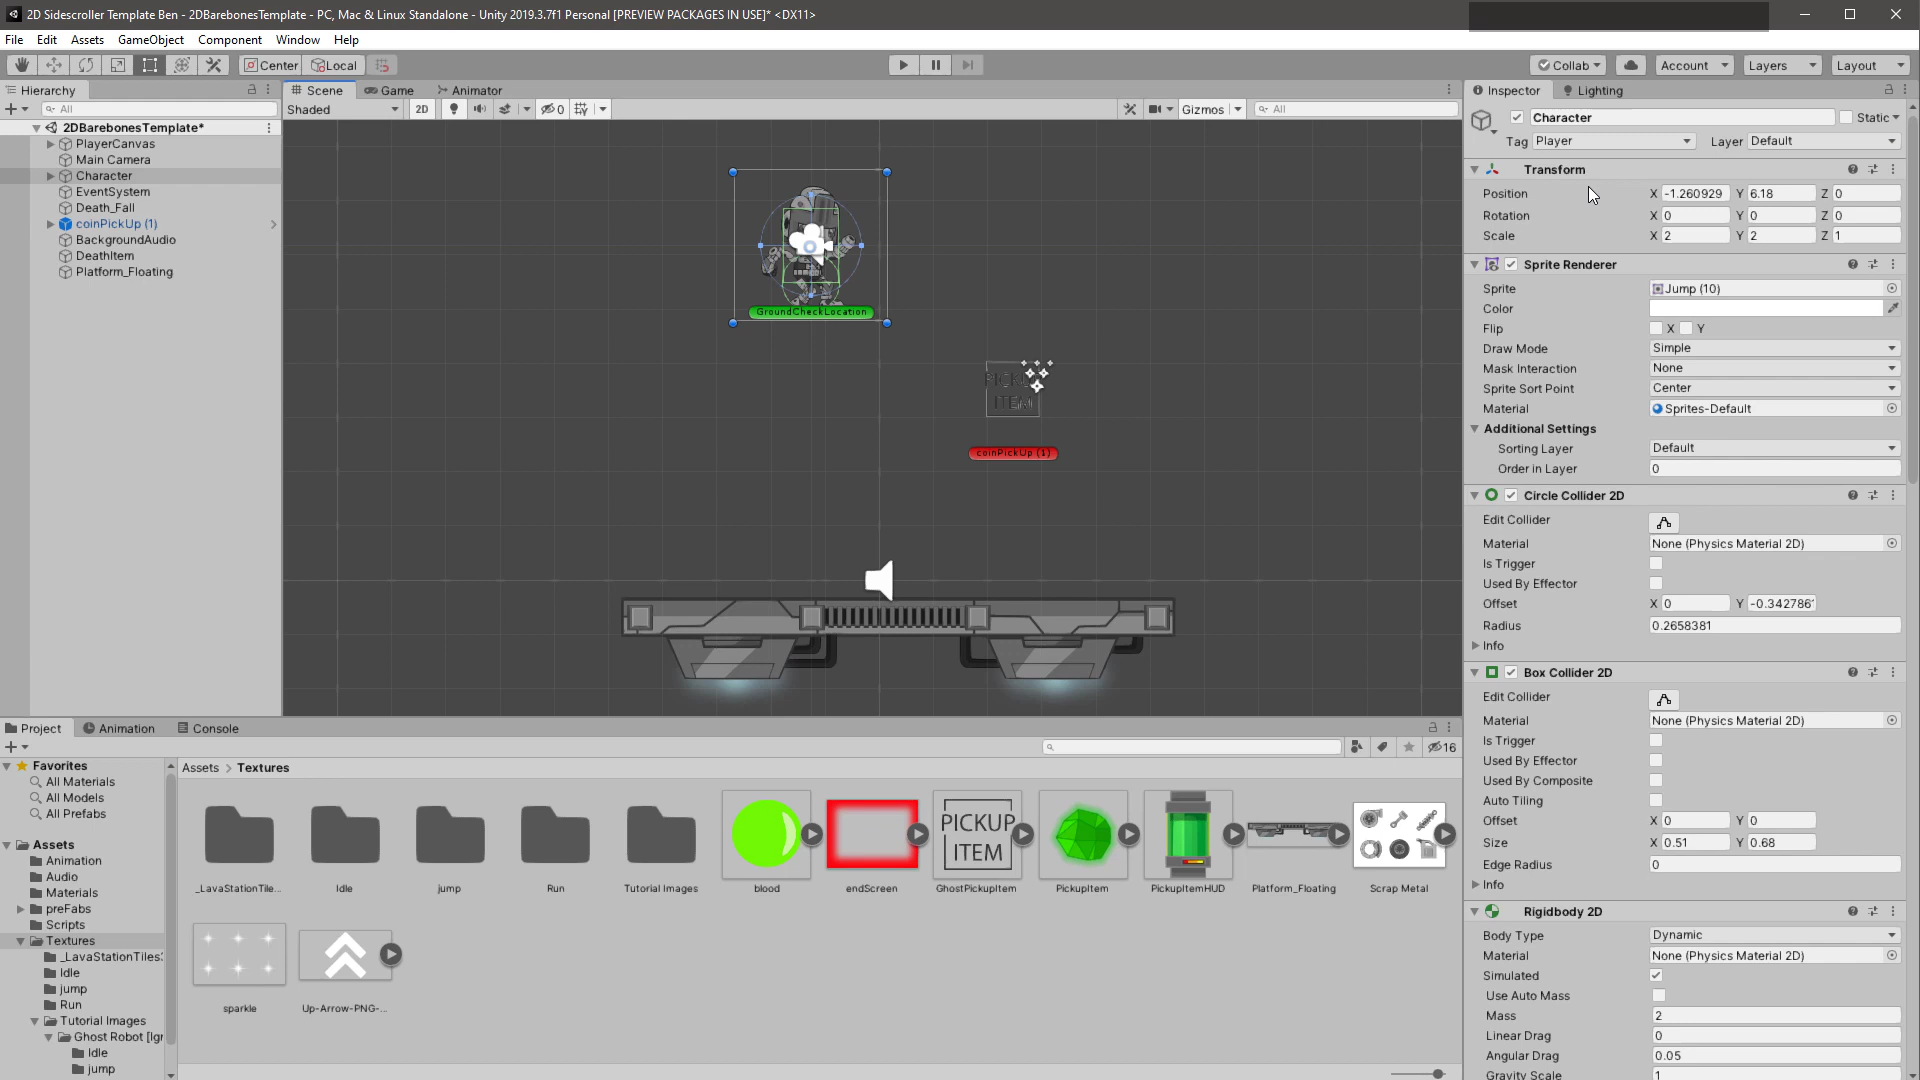 2D Sidescroller Template Ben - 2DBarebonesTemplate - PC, Mac & Linux Standalone - Unity 2019.3.7f1 Personal [PREVIEW PACKAGES IN USE]* <DX11>
File Edit Assets GameObject Component Window Help
Center Local Collab Account Layers Layout
Hierarchy Scene Game Animator Inspector Lighting
All Shaded 2D 0 Gizmos All
2DBarebonesTemplate*
PlayerCanvas
Main Camera
Character
EventSystem
Death_Fall
coinPickUp (1)
BackgroundAudio
DeathItem
Platform_Floating
GroundCheckLocation
PICKUP
ITEM
coinPickUp (1)
Character Static
Tag Player Layer Default
Transform
Position X -1.260929 Y 6.18 Z 0
Rotation X 0 Y 0 Z 0
Scale X 2 Y 2 Z 1
Sprite Renderer
Sprite Jump (10)
Color
Flip X Y
Draw Mode Simple
Mask Interaction None
Sprite Sort Point Center
Material Sprites-Default
Additional Settings
Sorting Layer Default
Order in Layer 0
Circle Collider 2D
Edit Collider
Material None (Physics Material 2D)
Is Trigger
Used By Effector
Offset X 0 Y -0.342786
Radius 0.2658381
Info
Box Collider 2D
Edit Collider
Material None (Physics Material 2D)
Is Trigger
Used By Effector
Used By Composite
Auto Tiling
Offset X 0 Y 0
Size X 0.51 Y 0.68
Edge Radius 0
Info
Rigidbody 2D
Body Type Dynamic
Material None (Physics Material 2D)
Simulated
Use Auto Mass
Mass 2
Linear Drag 0
Angular Drag 0.05
Gravity Scale 1
Project Animation Console
16
Favorites
All Materials
All Models
All Prefabs
Assets
Animation
Audio
Materials
preFabs
Scripts
Textures
_LavaStationTiles
Idle
jump
Run
Tutorial Images
Ghost Robot [Igr
Idle
jump
Assets > Textures
PICKUP
ITEM
_LavaStationTile... Idle jump Run Tutorial Images blood endScreen GhostPickupItem PickupItem PickupItemHUD Platform_Floating Scrap Metal
sparkle Up-Arrow-PNG-...